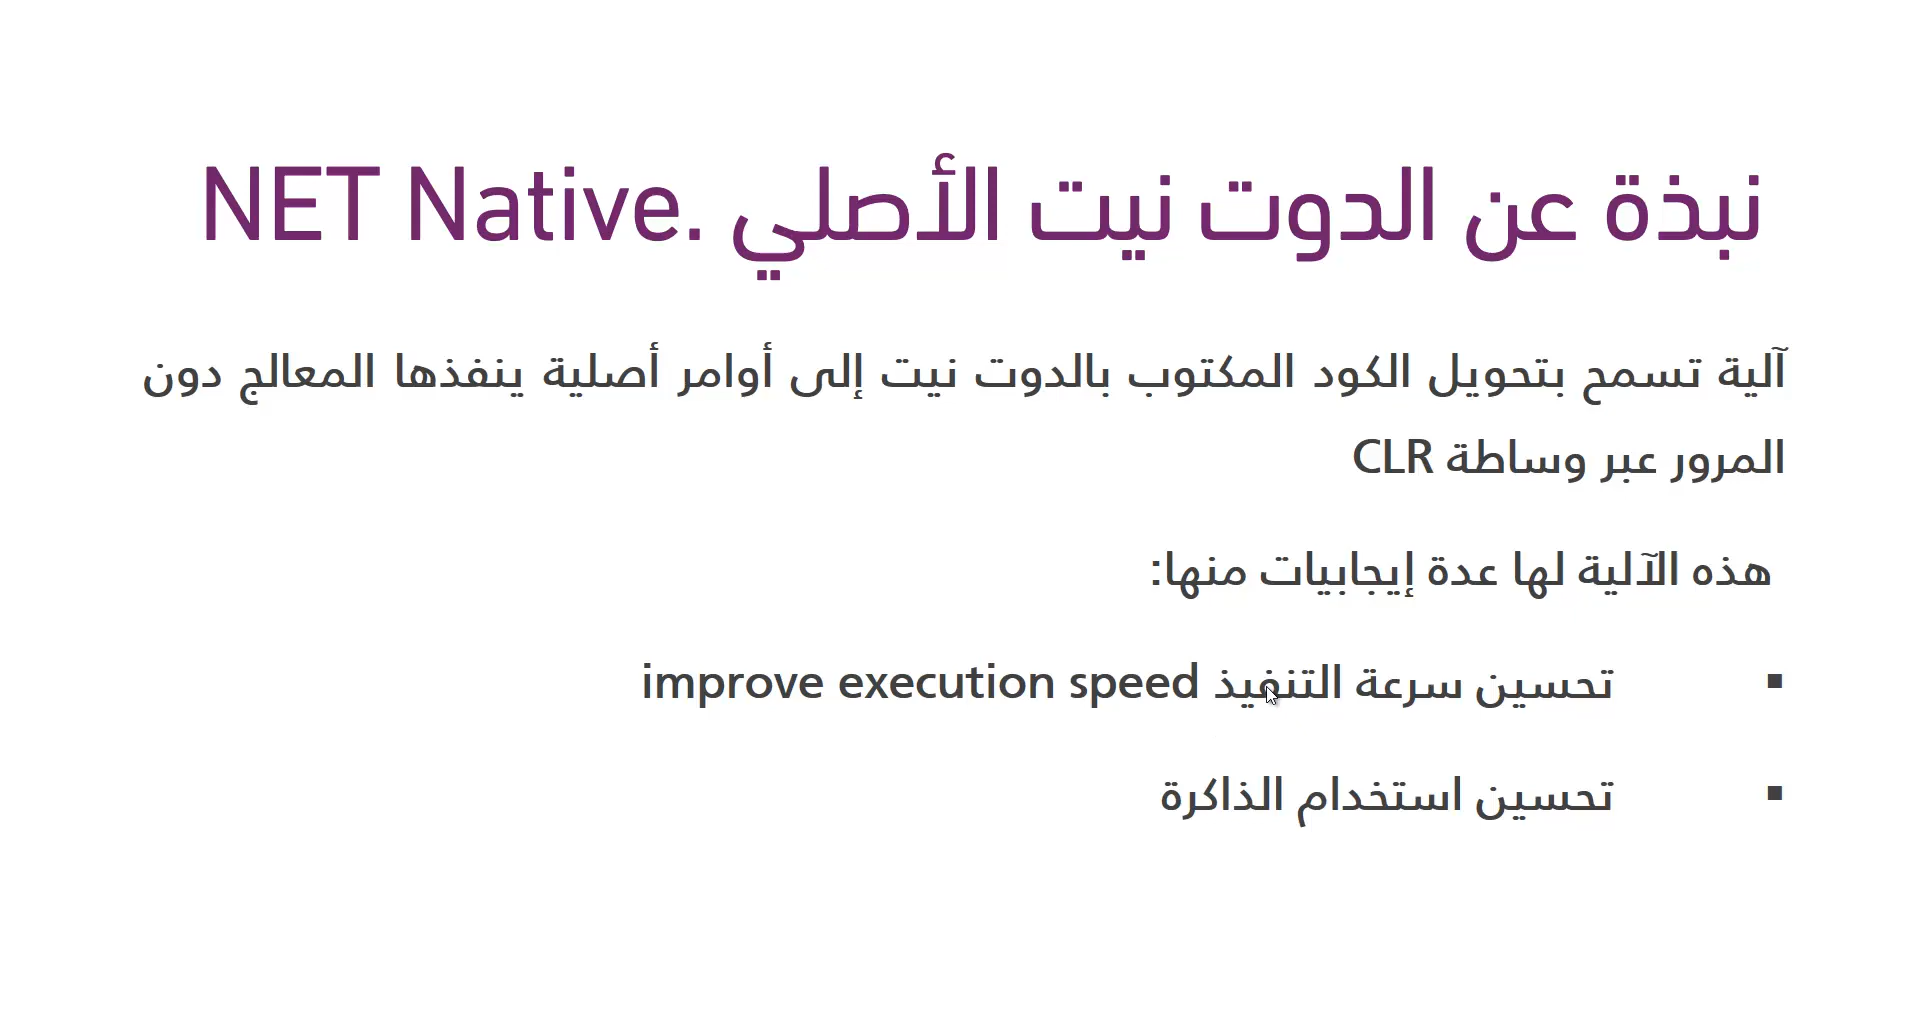 نبذة عن الدوت نيت الأصلي .NET Native
آلية تسمح بتحويل الكود المكتوب بالدوت نيت إلى أوامر أصلية ينفذها المعالج دون
المرور عبر وساطة CLR
هذه الآلية لها عدة إيجابيات منها:
▪ تحسين سرعة التنفيذ improve execution speed
▪ تحسين استخدام الذاكرة